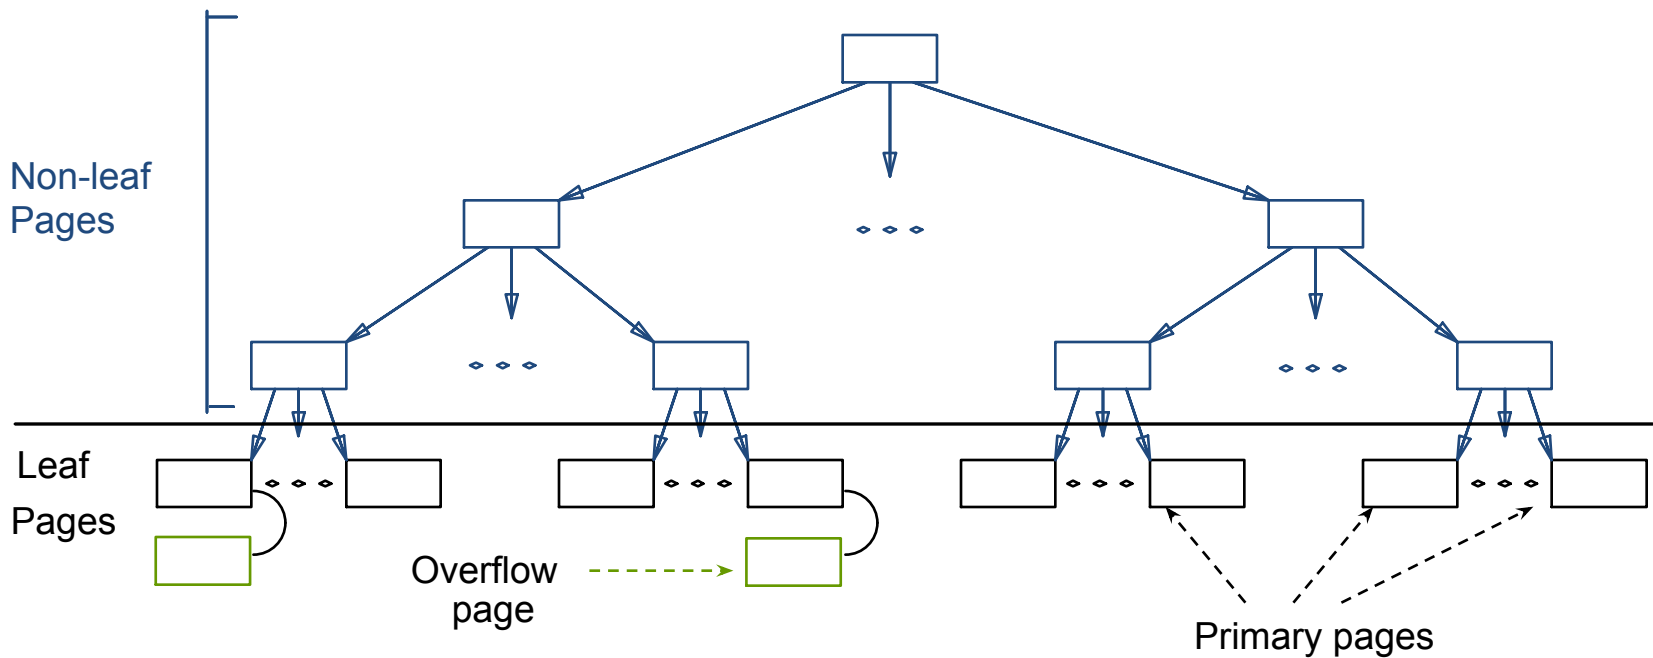 Non-leaf
Pages
Leaf
Pages
Overflow
page
Primary pages